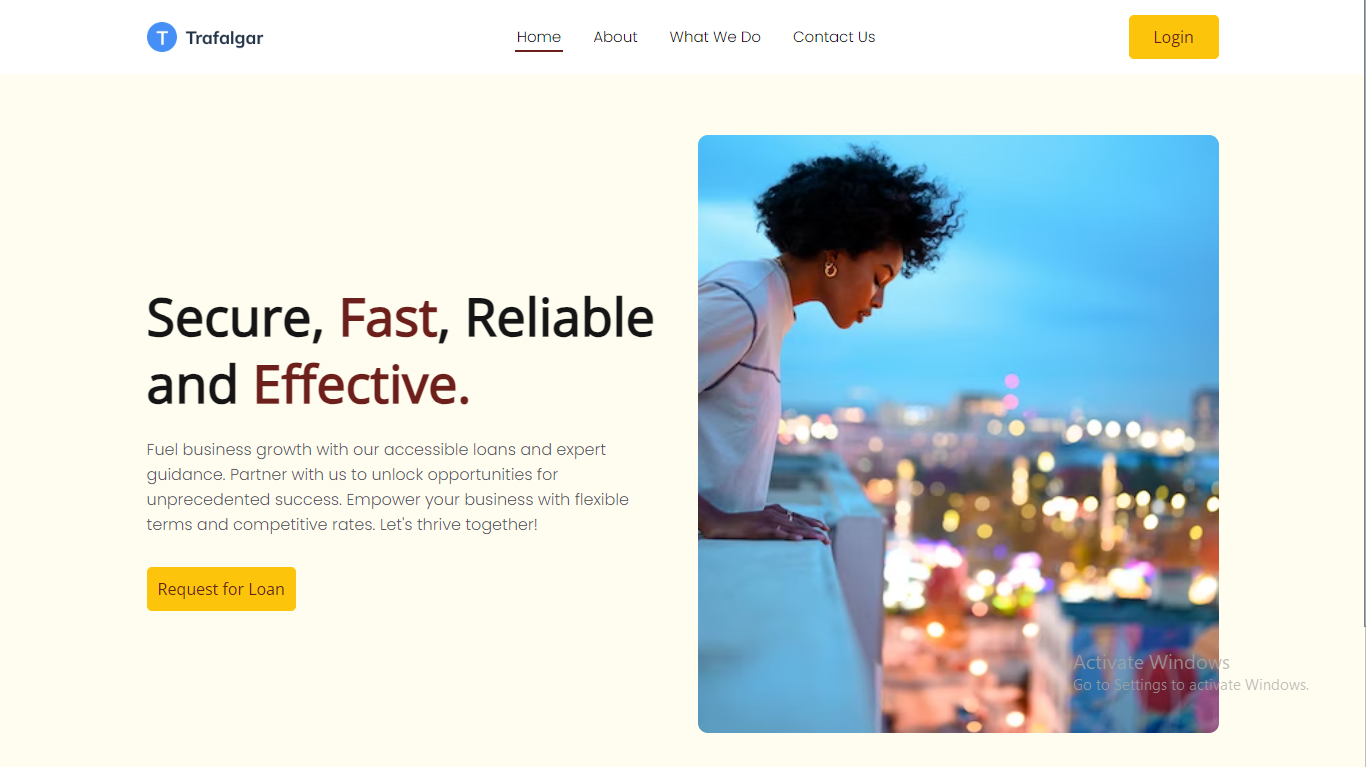 T Trafalgar
Home About What We Do Contact Us
Login
Secure, Fast, Reliable
and Effective.
Fuel business growth with our accessible loans and expert
guidance. Partner with us to unlock opportunities for
unprecedented success. Empower your business with flexible
terms and competitive rates. Let's thrive together!
Request for Loan
Activate Windows
Go to Settings to activate Windows.